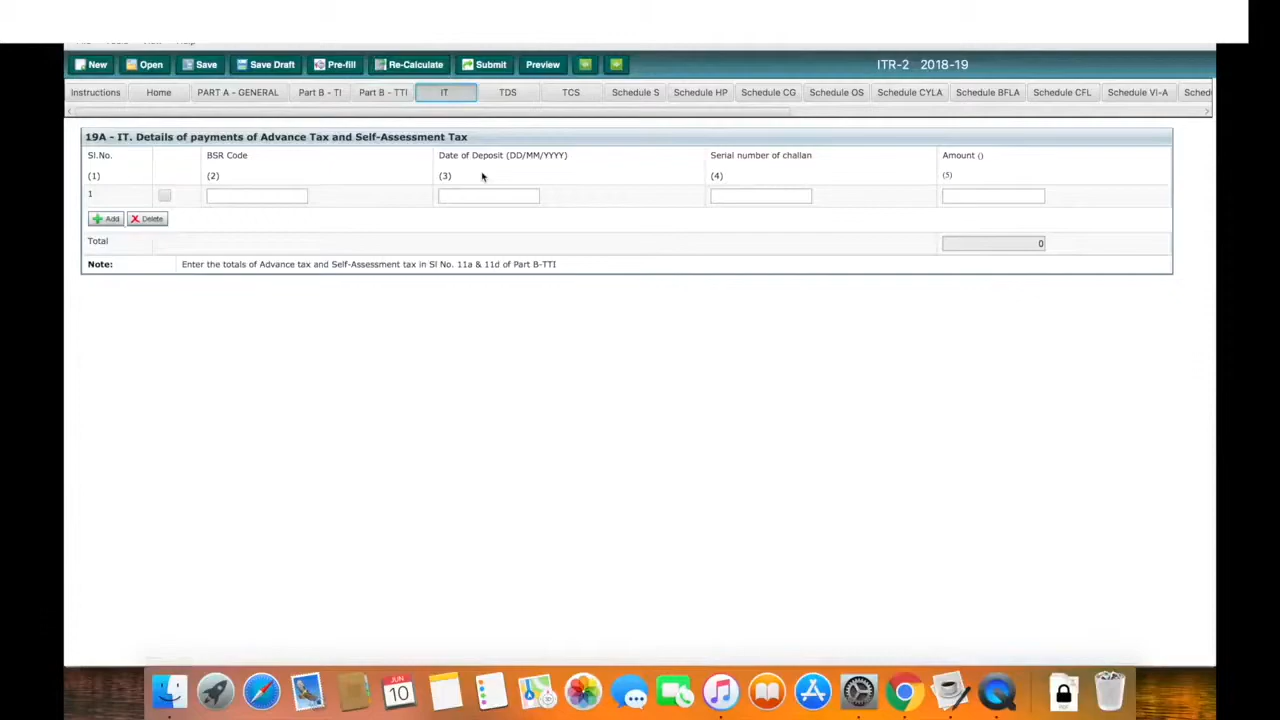 New Open Save Save Draft Pre-fill Re-Calculate Submit Preview ITR-2 2018-19
Instructions Home PART A - GENERAL Part B - TI Part B - TTI IT TDS TCS Schedule S Schedule HP Schedule CG Schedule OS Schedule CYLA Schedule BFLA Schedule CFL Schedule VI-A
19A - IT. Details of payments of Advance Tax and Self-Assessment Tax
Sl.No. BSR Code Date of Deposit (DD/MM/YYYY) Serial number of challan Amount ()
(1) (2) (3) (4) (5)
1
Add Delete
Total 0
Note: Enter the totals of Advance tax and Self-Assessment tax in Sl No. 11a & 11d of Part B-TTI
JUN
10